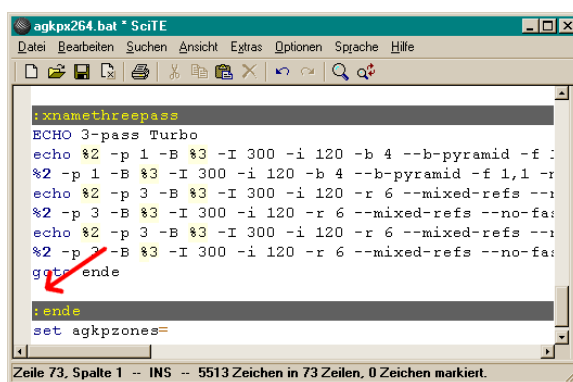 agkpx264.bat * SciTE
Datei Bearbeiten Suchen Ansicht Extras Optionen Sprache Hilfe
:xnamethreepass
ECHO 3-pass Turbo
echo %2 -p 1 -B %3 -I 300 -i 120 -b 4 --b-pyramid -f
%2 -p 1 -B %3 -I 300 -i 120 -b 4 --b-pyramid -f 1,1
echo %2 -p 3 -B %3 -I 300 -i 120 -r 6 --mixed-refs
%2 -p 3 -B %3 -I 300 -i 120 -r 6 --mixed-refs
echo %2 -p 3 -B %3 -I 300 -i 120 -r 6 --mixed-refs
%2 -p 3 -B %3 -I 300 -i 120 -r 6 --mixed-refs
goto ende
:ende
set agkpzones=
Zeile 73, Spalte 1 -- INS -- 5513 Zeichen in 73 Zeilen, 0 Zeichen markiert.